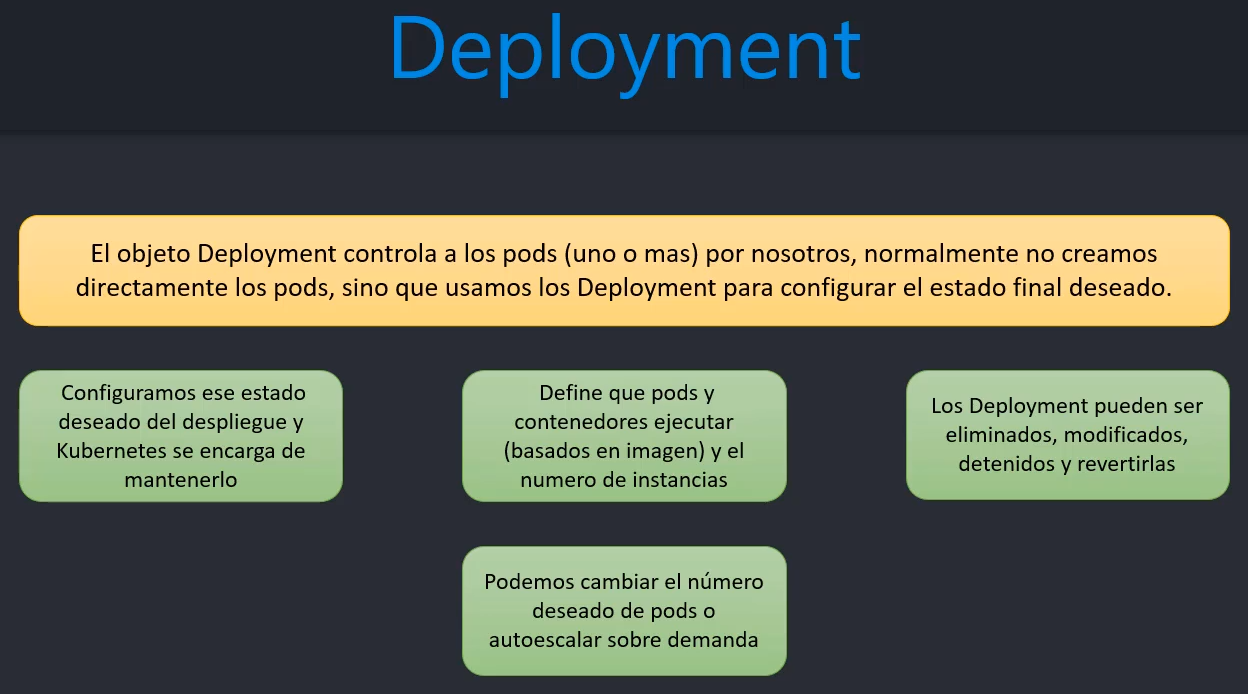 Deployment
El objeto Deployment controla a los pods (uno o mas) por nosotros, normalmente no creamos
directamente los pods, sino que usamos los Deployment para configurar el estado final deseado.
Configuramos ese estado
deseado del despliegue y
Kubernetes se encarga de
mantenerlo
Define que pods y
contenedores ejecutar
(basados en imagen) y el
numero de instancias
Los Deployment pueden ser
eliminados, modificados,
detenidos y revertirlas
Podemos cambiar el número
deseado de pods o
autoescalar sobre demanda